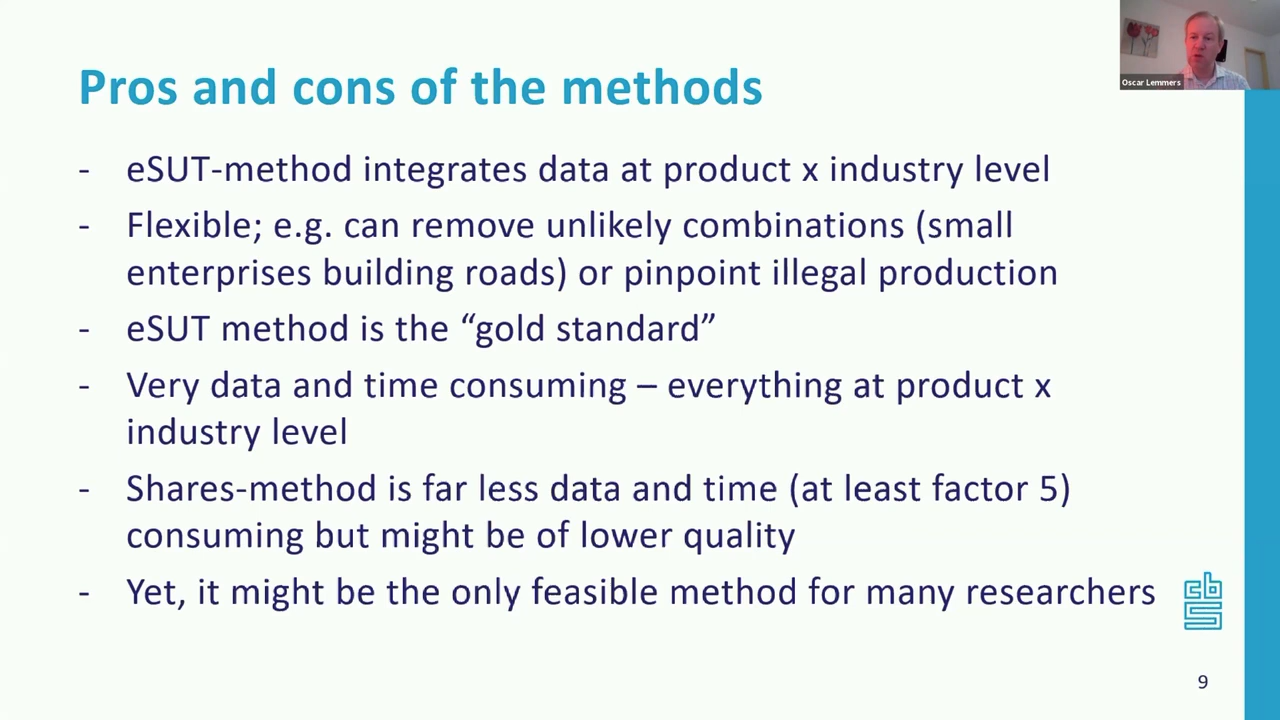 Oscar Lemmers
Pros and cons of the methods
- eSUT-method integrates data at product x industry level
- Flexible; e.g. can remove unlikely combinations (small
enterprises building roads) or pinpoint illegal production
- eSUT method is the “gold standard”
- Very data and time consuming – everything at product x
industry level
- Shares-method is far less data and time (at least factor 5)
consuming but might be of lower quality
- Yet, it might be the only feasible method for many researchers
cbs
9